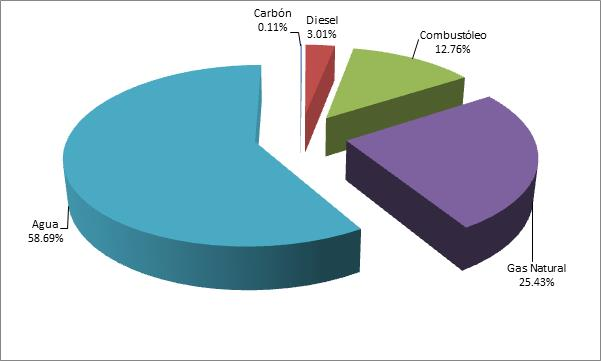 Carbón
0.11%
Diesel
3.01%
Combustóleo
12.76%
Gas Natural
25.43%
Agua
58.69%